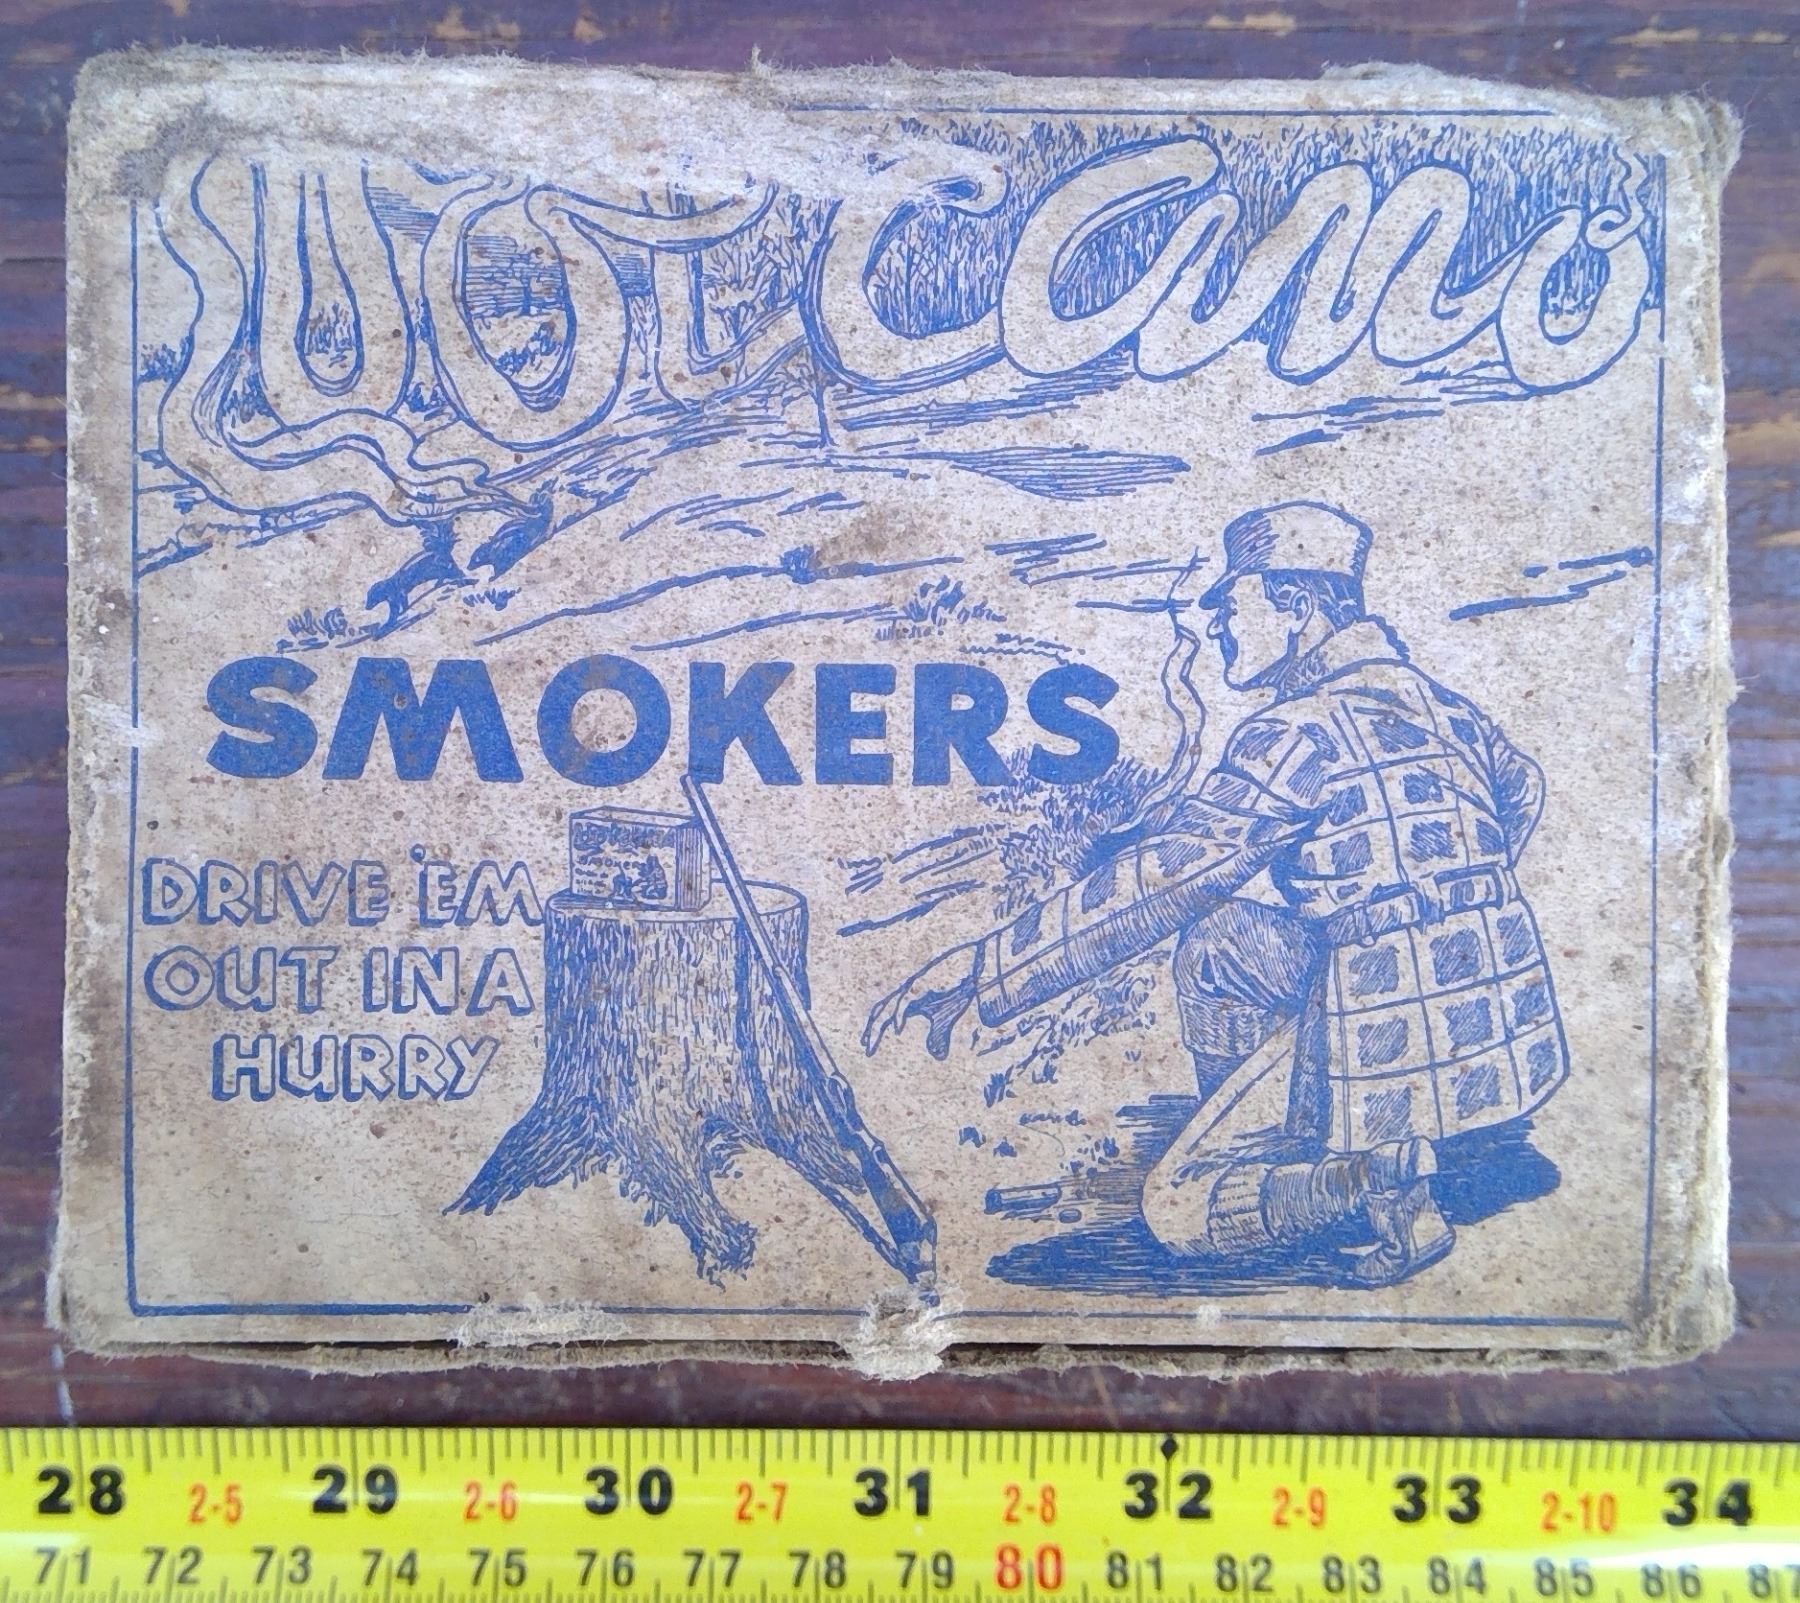 Volcano
SMOKERS
SMOKERS
DRIVE 'EM
OUT IN A
HURRY
28 2-5 29 2-6 30 2-7 31 2-8 32 2-9 33 2-10 34
71 72 73 74 75 76 77 78 79 80 81 82 83 84 85 86 87